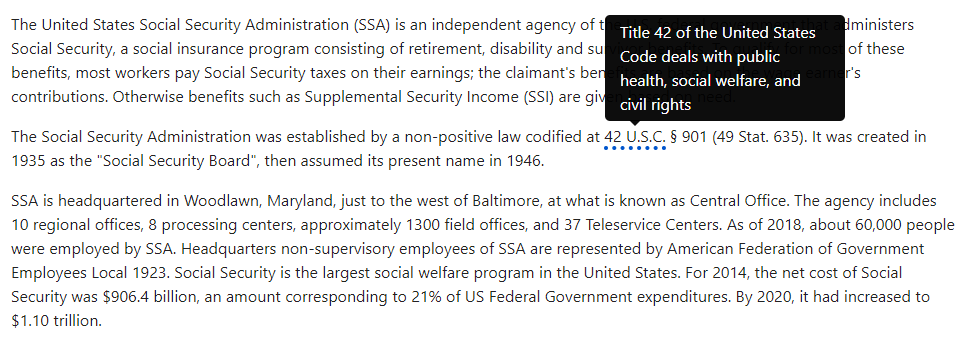 The United States Social Security Administration (SSA) is an independent agency of t dministers
Social Security, a social insurance program consisting of retirement, disability and su of these
benefits, most workers pay Social Security taxes on their earnings; the claimant's ben r's
contributions. Otherwise benefits such as Supplemental Security Income (SSI) are giv
Title 42 of the United States
Code deals with public
health, social welfare, and
civil rights
The Social Security Administration was established by a non-positive law codified at 42 U.S.C. § 901 (49 Stat. 635). It was created in
1935 as the "Social Security Board", then assumed its present name in 1946.
SSA is headquartered in Woodlawn, Maryland, just to the west of Baltimore, at what is known as Central Office. The agency includes
10 regional offices, 8 processing centers, approximately 1300 field offices, and 37 Teleservice Centers. As of 2018, about 60,000 people
were employed by SSA. Headquarters non-supervisory employees of SSA are represented by American Federation of Government
Employees Local 1923. Social Security is the largest social welfare program in the United States. For 2014, the net cost of Social
Security was $906.4 billion, an amount corresponding to 21% of US Federal Government expenditures. By 2020, it had increased to
$1.10 trillion.